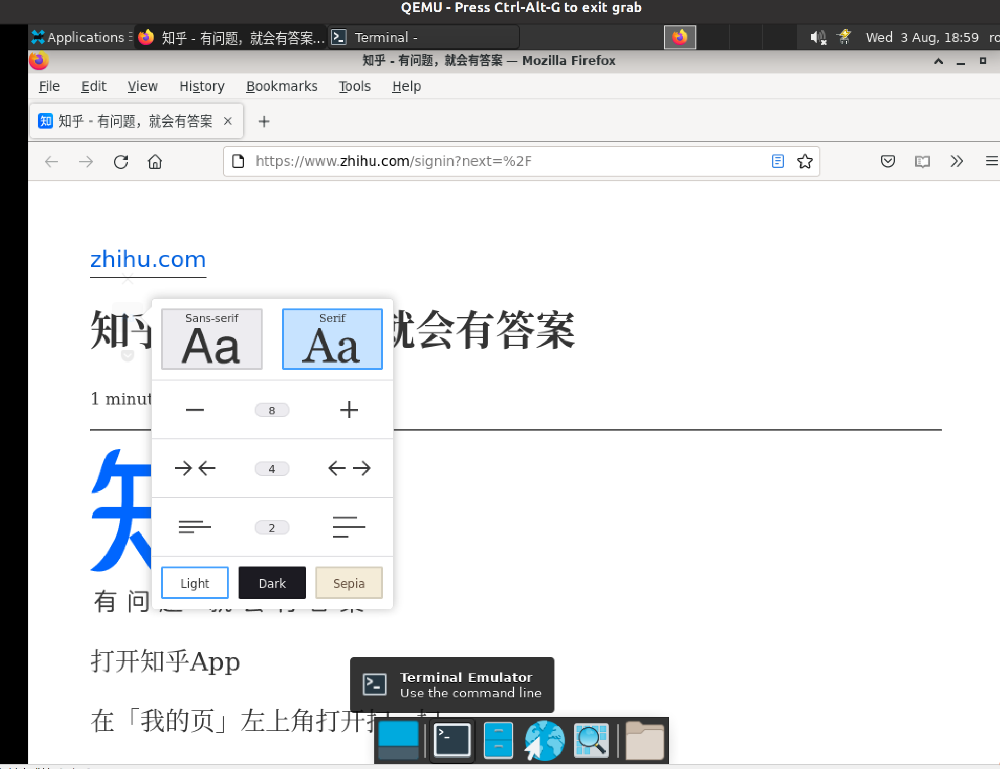 QEMU - Press Ctrl-Alt-G to exit grab
Applications 知乎 - 有问题，就会有答案... Terminal - Wed 3 Aug, 18:59
知乎 - 有问题，就会有答案 — Mozilla Firefox
File Edit View History Bookmarks Tools Help
知 知乎 - 有问题，就会有答案
https://www.zhihu.com/signin?next=%2F
zhihu.com
知乎 就会有答案
Sans-serif Serif
Aa Aa
1 minut
8
4
2
Light Dark Sepia
有问
打开知乎App
Terminal Emulator
Use the command line
在「我的页」左上角打开扫一扫